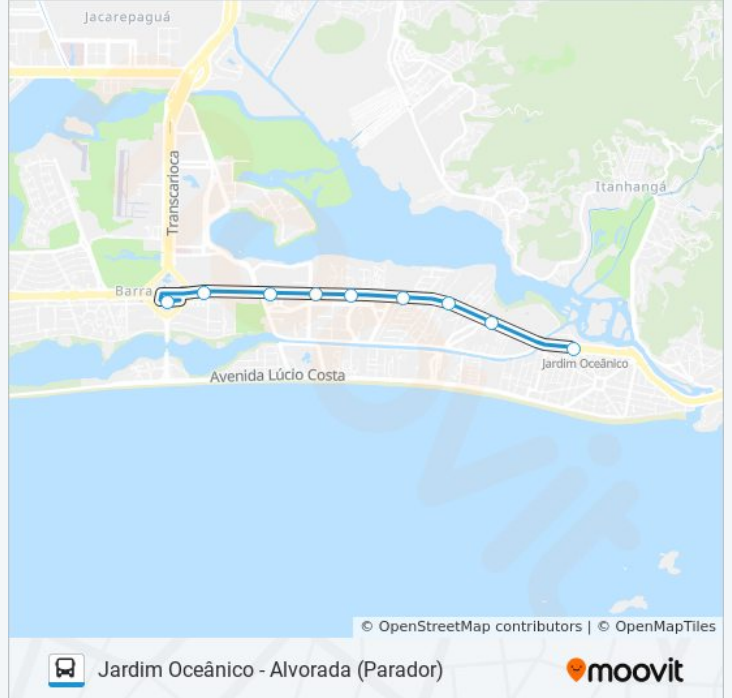 Jacarepaguá
Transcarioca
Itanhangá
Barra
Jardim Oceânico
Avenida Lúcio Costa
© OpenStreetMap contributors | © OpenMapTiles
Jardim Oceânico - Alvorada (Parador)
moovit